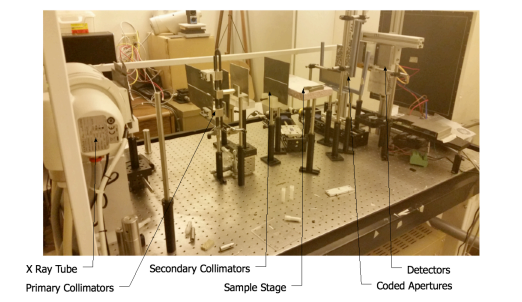 X Ray Tube
Primary Collimators
Secondary Collimators
Sample Stage
Coded Apertures
Detectors